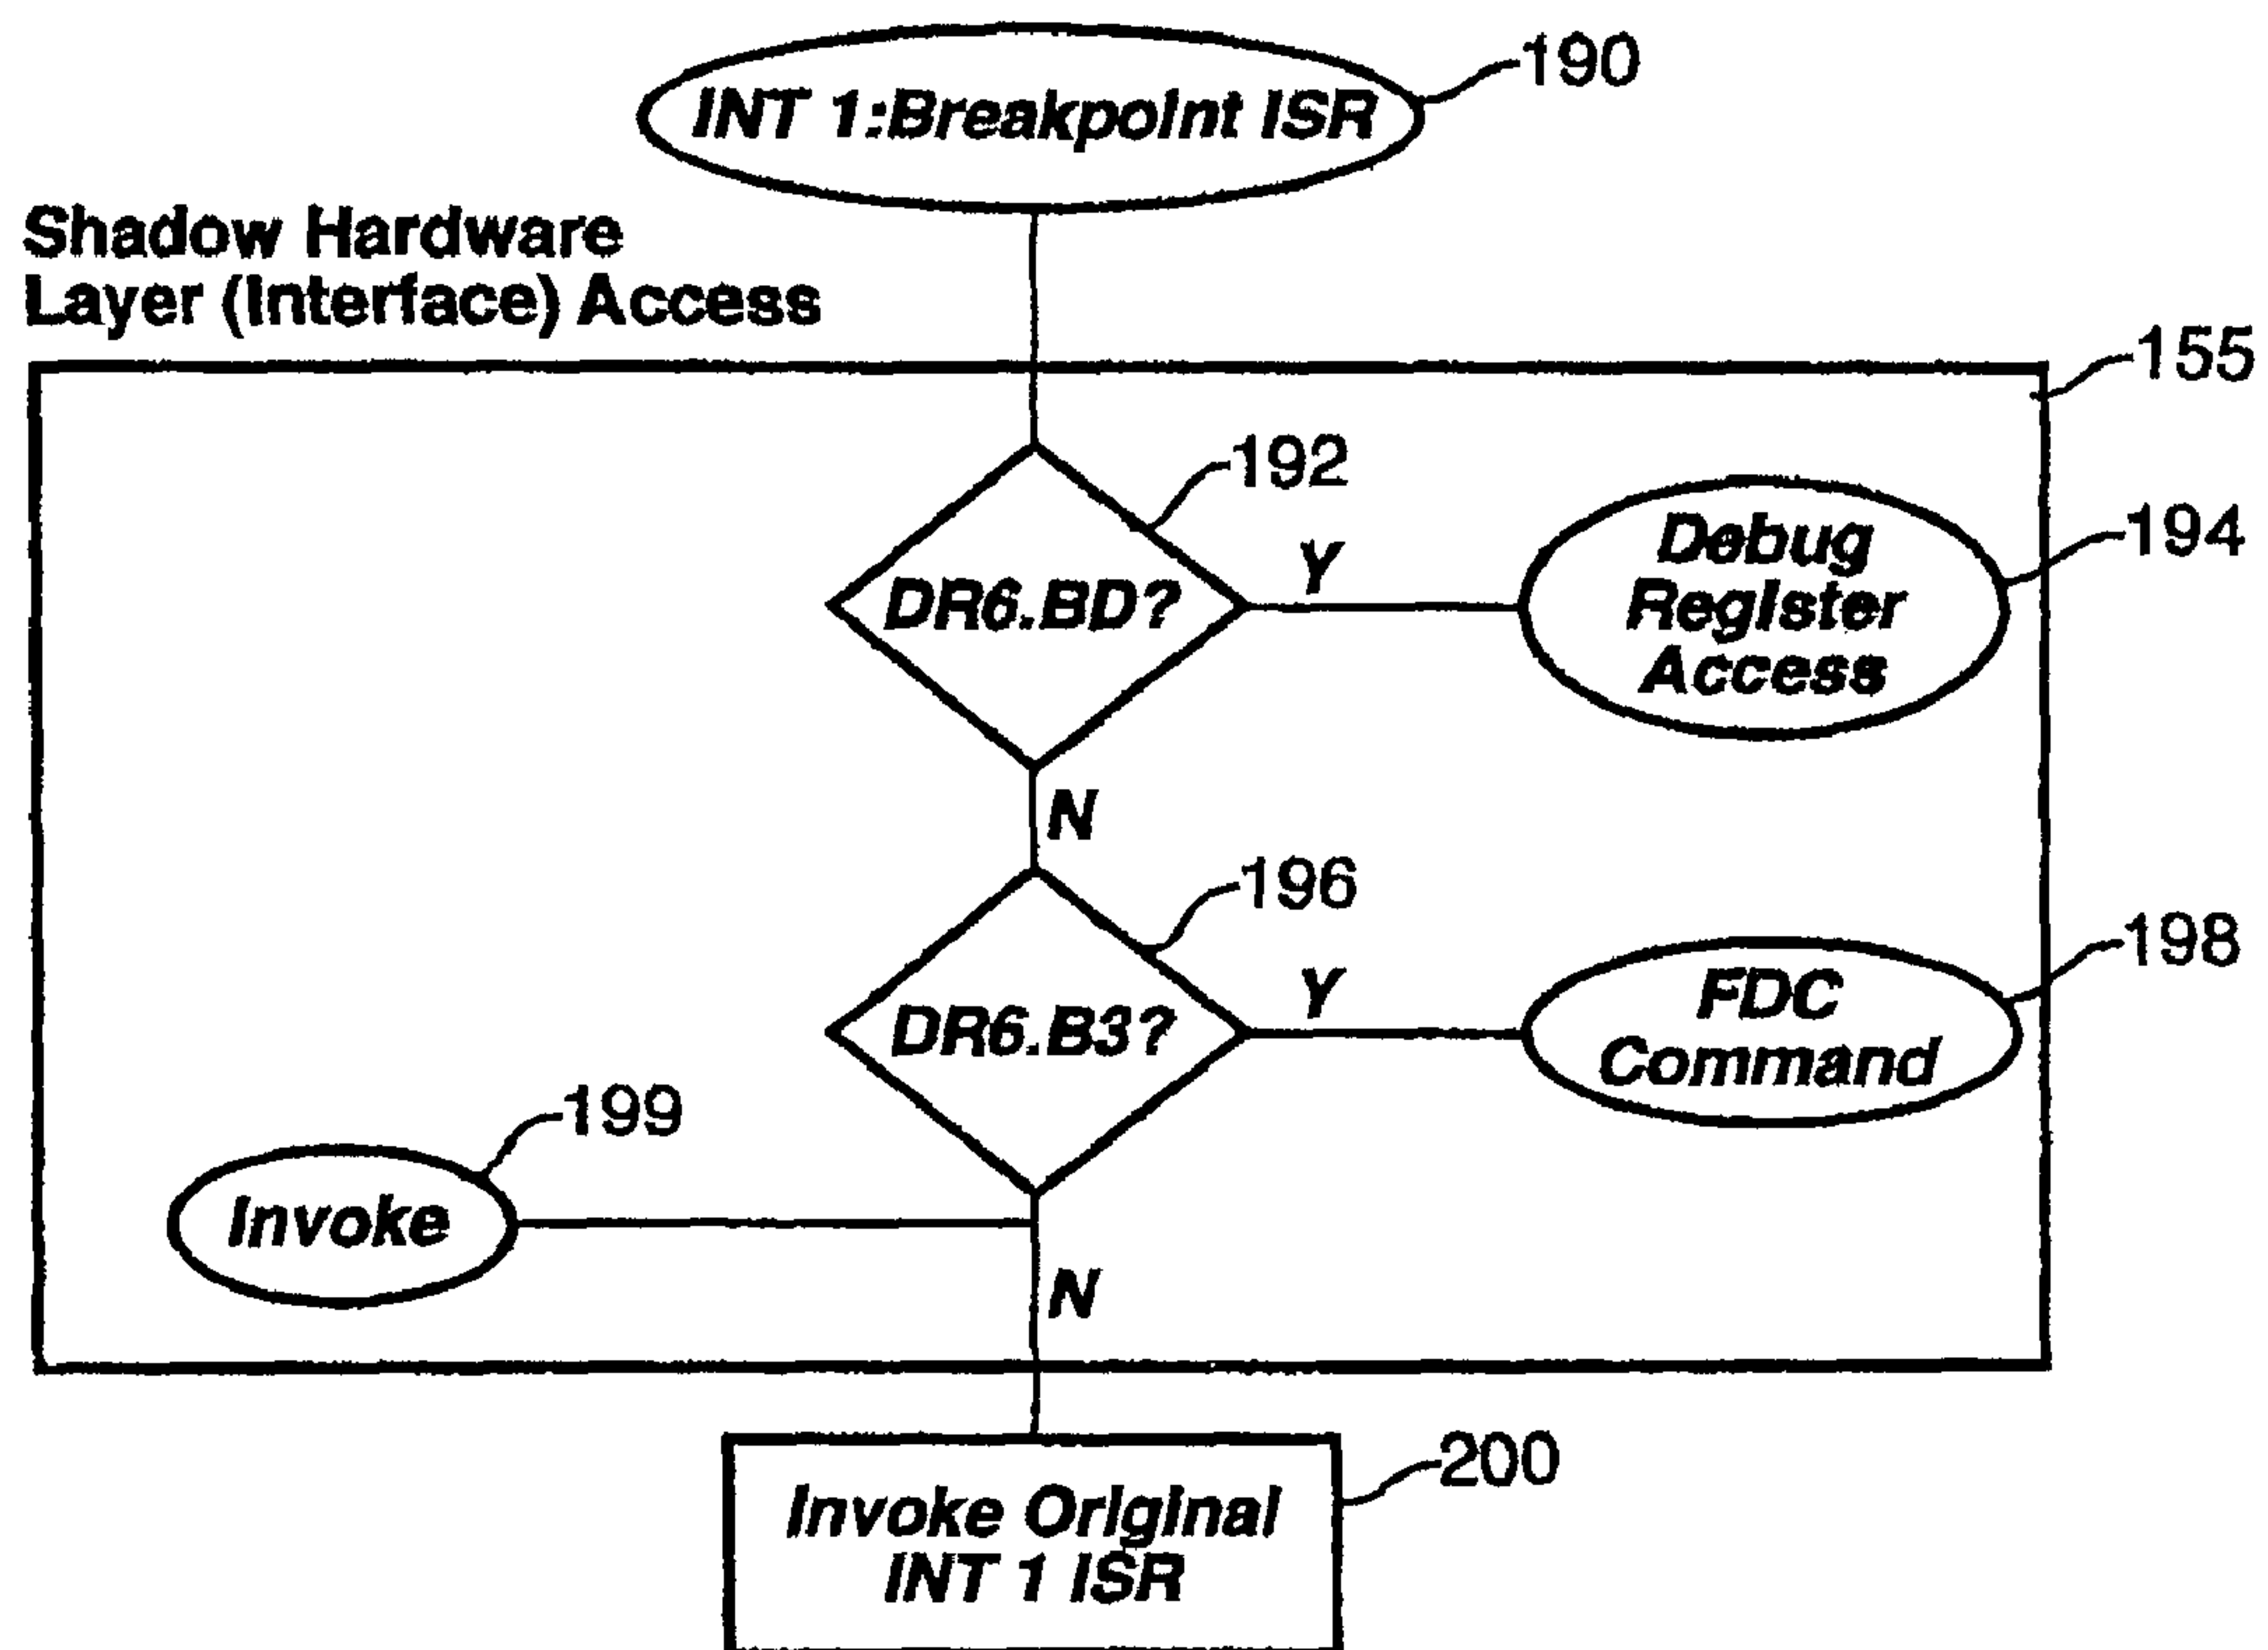 INT 1:Breakpoint ISR
190
Shadow Hardware
Layer (Interface) Access
155
192
DR6.BD?
Y
Debug
Register
Access
194
N
196
DR6.B3?
Y
FDC
Command
198
199
Invoke
N
200
Invoke Original
INT 1 ISR